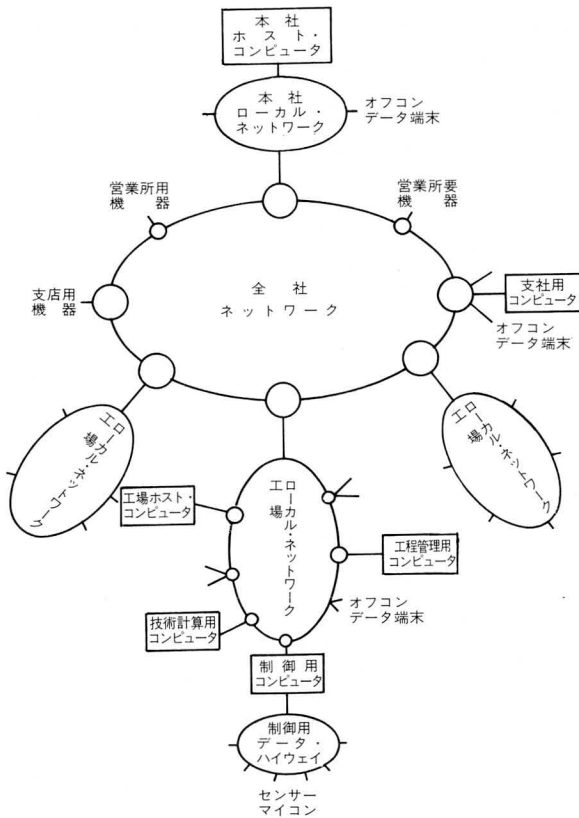 本社
ホスト・
コンピュータ
本社
ローカル・
ネットワーク
オフコン
データ端末
営業所用
機器
営業所要
機器
支店用
機器
全社
ネットワーク
支社用
コンピュータ
オフコン
データ端末
工場
ローカル・ネットワーク
工場
ローカル・ネットワーク
工場
ローカル・ネットワーク
工場ホスト・
コンピュータ
工程管理用
コンピュータ
オフコン
データ端末
技術計算用
コンピュータ
制御用
コンピュータ
制御用
データ・
ハイウェイ
センサー
マイコン